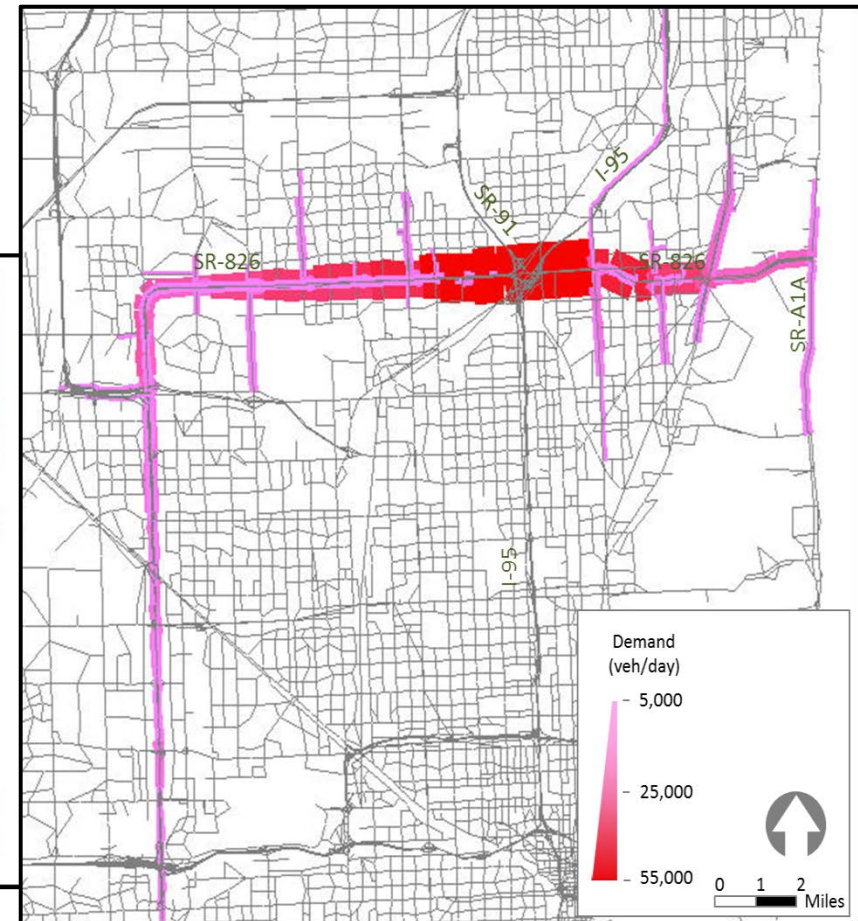 I-95
SR-91
SR-826
SR-826
SR-A1A
I-95
Demand
(veh/day)
5,000
25,000
55,000
0 1 2
Miles